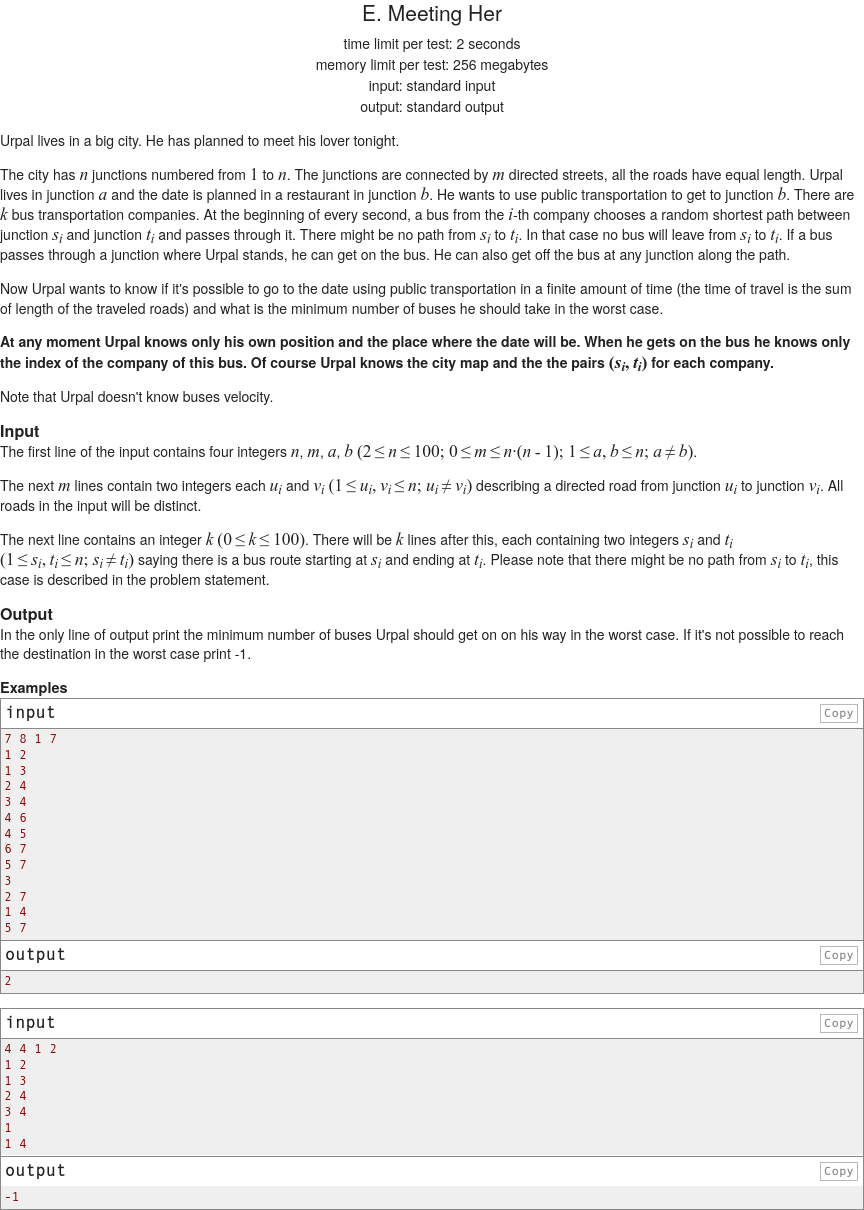 E. Meeting Her
time limit per test: 2 seconds
memory limit per test: 256 megabytes
input: standard input
output: standard output
Urpal lives in a big city. He has planned to meet his lover tonight.
The city has n junctions numbered from 1 to n. The junctions are connected by m directed streets, all the roads have equal length. Urpal
lives in junction a and the date is planned in a restaurant in junction b. He wants to use public transportation to get to junction b. There are
k bus transportation companies. At the beginning of every second, a bus from the i-th company chooses a random shortest path between
junction s_i and junction t_i and passes through it. There might be no path from s_i to t_i. In that case no bus will leave from s_i to t_i. If a bus
passes through a junction where Urpal stands, he can get on the bus. He can also get off the bus at any junction along the path.
Now Urpal wants to know if it's possible to go to the date using public transportation in a finite amount of time (the time of travel is the sum
of length of the traveled roads) and what is the minimum number of buses he should take in the worst case.
At any moment Urpal knows only his own position and the place where the date will be. When he gets on the bus he knows only
the index of the company of this bus. Of course Urpal knows the city map and the the pairs (s_i, t_i) for each company.
Note that Urpal doesn't know buses velocity.
Input
The first line of the input contains four integers n, m, a, b (2 ≤ n ≤ 100; 0 ≤ m ≤ n·(n - 1); 1 ≤ a, b ≤ n; a ≠ b).
The next m lines contain two integers each u_i and v_i (1 ≤ u_i, v_i ≤ n; u_i ≠ v_i) describing a directed road from junction u_i to junction v_i. All
roads in the input will be distinct.
The next line contains an integer k (0 ≤ k ≤ 100). There will be k lines after this, each containing two integers s_i and t_i
(1 ≤ s_i, t_i ≤ n; s_i ≠ t_i) saying there is a bus route starting at s_i and ending at t_i. Please note that there might be no path from s_i to t_i, this
case is described in the problem statement.
Output
In the only line of output print the minimum number of buses Urpal should get on on his way in the worst case. If it's not possible to reach
the destination in the worst case print -1.
Examples
input Copy
7 8 1 7
1 2
1 3
2 4
3 4
4 6
4 5
6 7
5 7
3
2 7
1 4
5 7
output Copy
2
input Copy
4 4 1 2
1 2
1 3
2 4
3 4
1
1 4
output Copy
-1